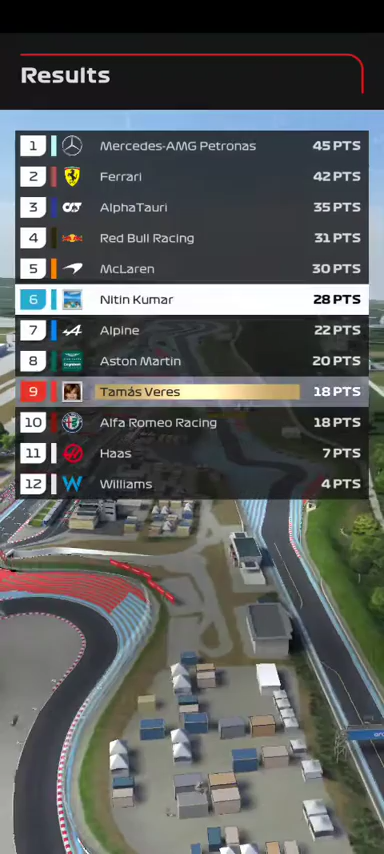 Results
1 Mercedes-AMG Petronas 45 PTS
2 Ferrari 42 PTS
3 AlphaTauri 35 PTS
4 Red Bull Racing 31 PTS
5 McLaren 30 PTS
6 Nitin Kumar 28 PTS
7 Alpine 22 PTS
8 Aston Martin 20 PTS
9 Tamás Veres 18 PTS
10 Alfa Romeo Racing 18 PTS
11 Haas 7 PTS
12 Williams 4 PTS